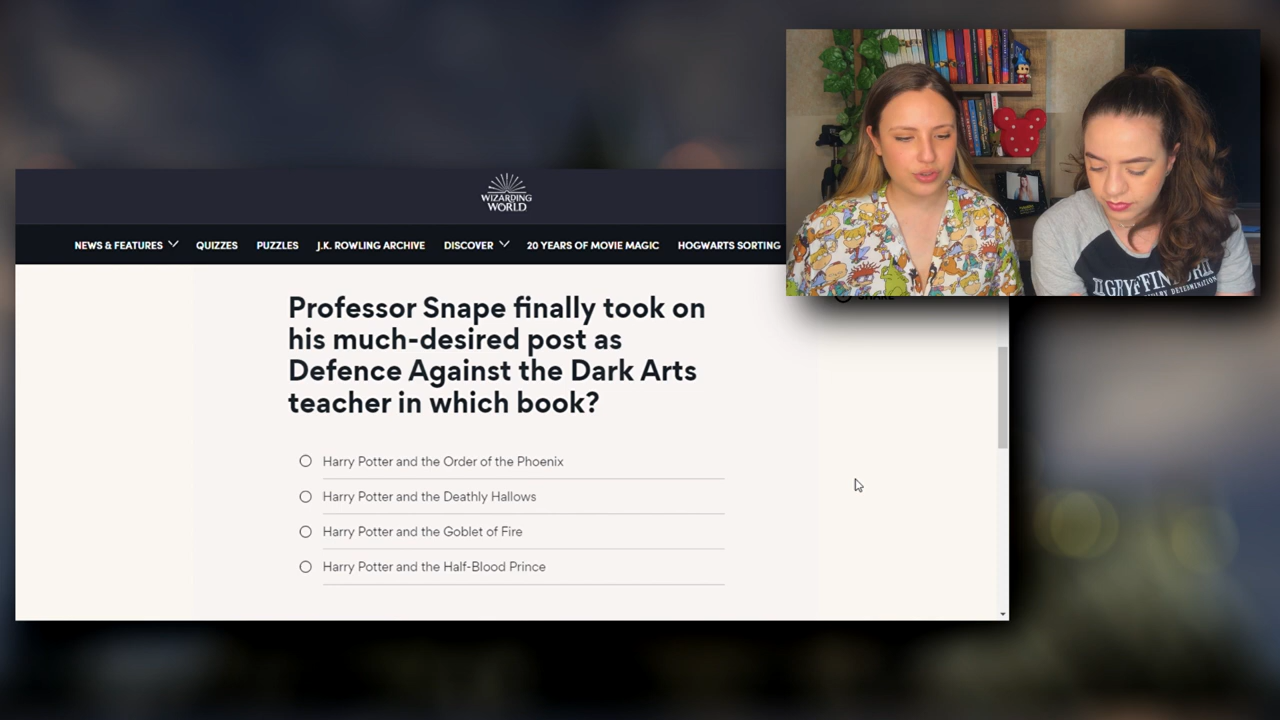 WIZARDING
WORLD
NEWS & FEATURES
QUIZZES
PUZZLES
J.K. ROWLING ARCHIVE
DISCOVER
20 YEARS OF MOVIE MAGIC
HOGWARTS SORTING
Professor Snape finally took on
his much-desired post as
Defence Against the Dark Arts
teacher in which book?
Harry Potter and the Order of the Phoenix
Harry Potter and the Deathly Hallows
Harry Potter and the Goblet of Fire
Harry Potter and the Half-Blood Prince